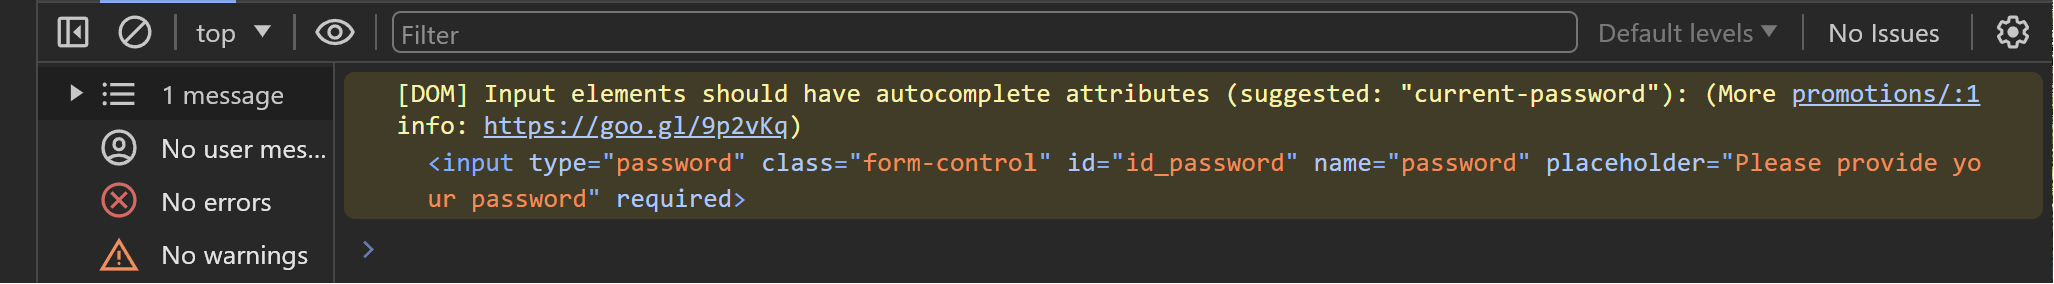 top
Filter
Default levels
No Issues
1 message
No user mes...
No errors
No warnings
[DOM] Input elements should have autocomplete attributes (suggested: "current-password"): (More promotions/:1
info: https://goo.gl/9p2vKq)
<input type="password" class="form-control" id="id_password" name="password" placeholder="Please provide yo
ur password" required>